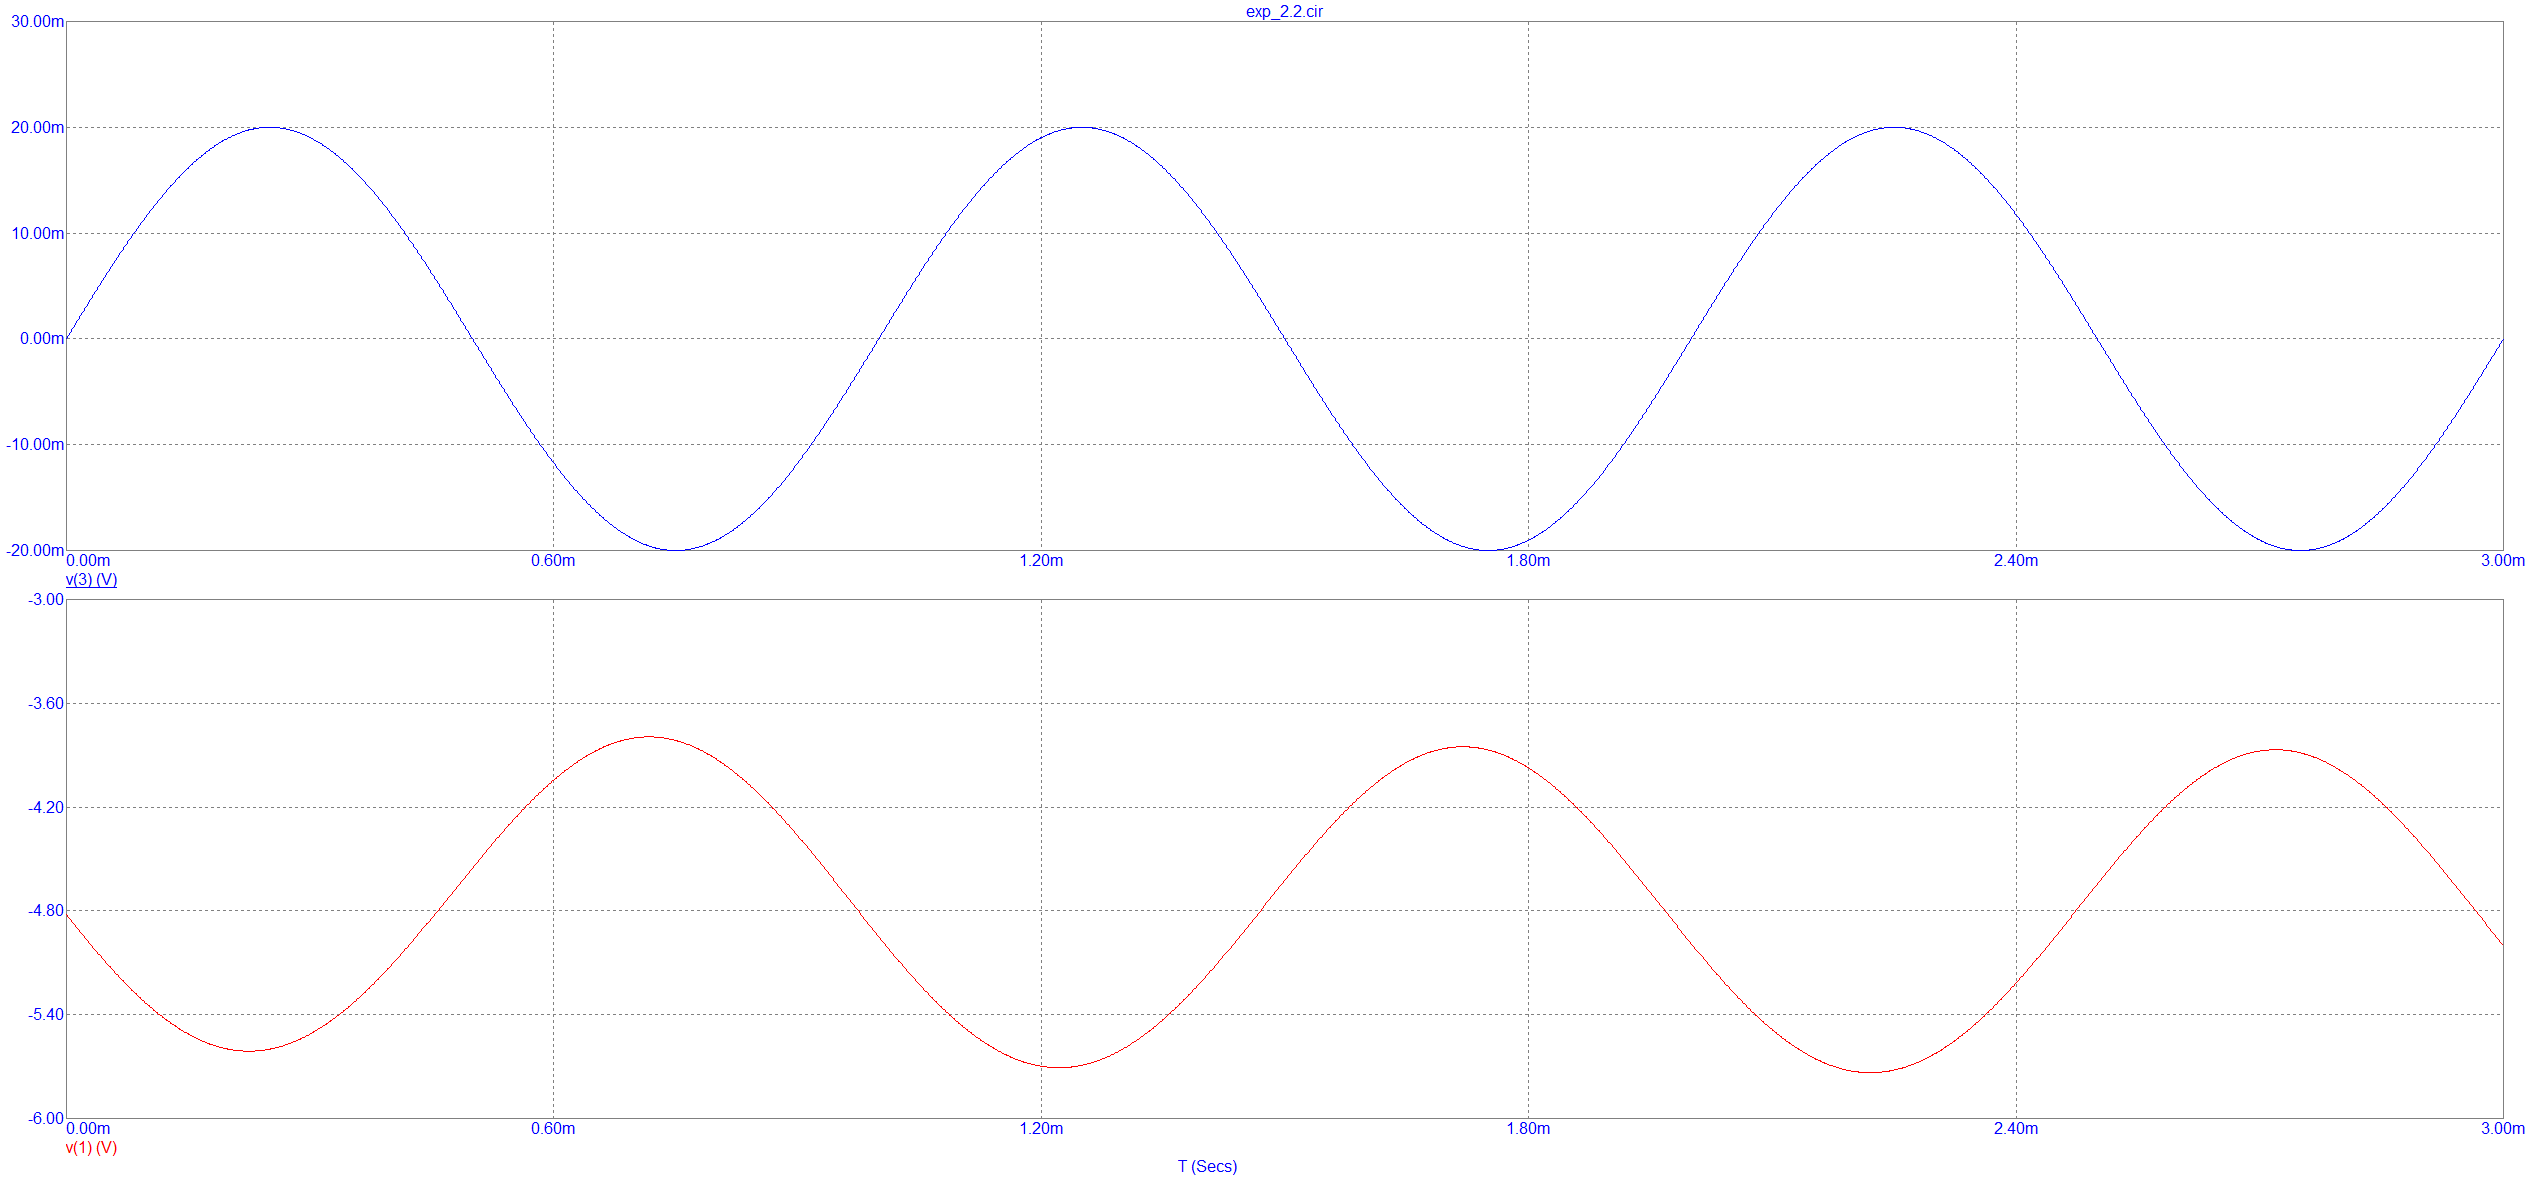 exp_2.2.cir
30.00m
20.00m
10.00m
0.00m
-10.00m
-20.00m
0.00m 0.60m 1.20m 1.80m 2.40m 3.00m
v(3) (V)
-3.00
-3.60
-4.20
-4.80
-5.40
-6.00
0.00m 0.60m 1.20m 1.80m 2.40m 3.00m
v(1) (V)
T (Secs)